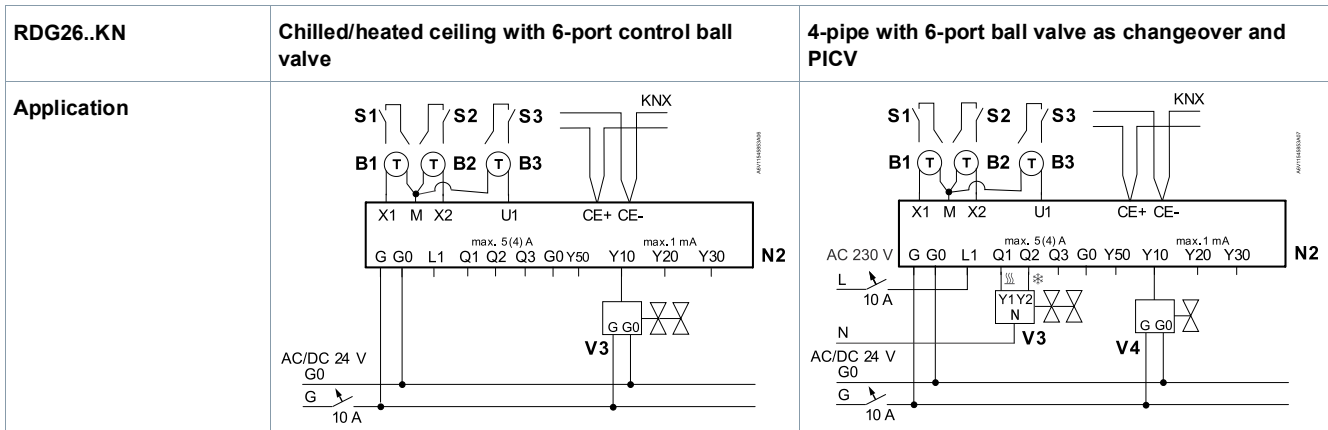 RDG26..KN
Chilled/heated ceiling with 6-port control ball
valve
4-pipe with 6-port ball valve as changeover and
PICV
Application
S1 S2 S3 KNX
B1 T T B2 T B3
X1 M X2 U1 CE+ CE-
max. 5(4) A max. 1 mA
G G0 L1 Q1 Q2 Q3 G0 Y50 Y10 Y20 Y30 N2
G G0
V3
AC/DC 24 V
G0
G
10 A
S1 S2 S3 KNX
B1 T T B2 T B3
X1 M X2 U1 CE+ CE-
max. 5(4) A max. 1 mA
AC 230 V G G0 L1 Q1 Q2 Q3 G0 Y50 Y10 Y20 Y30 N2
L
10 A
Y1 Y2
N
G G0
N
V3 V4
AC/DC 24 V
G0
G
10 A